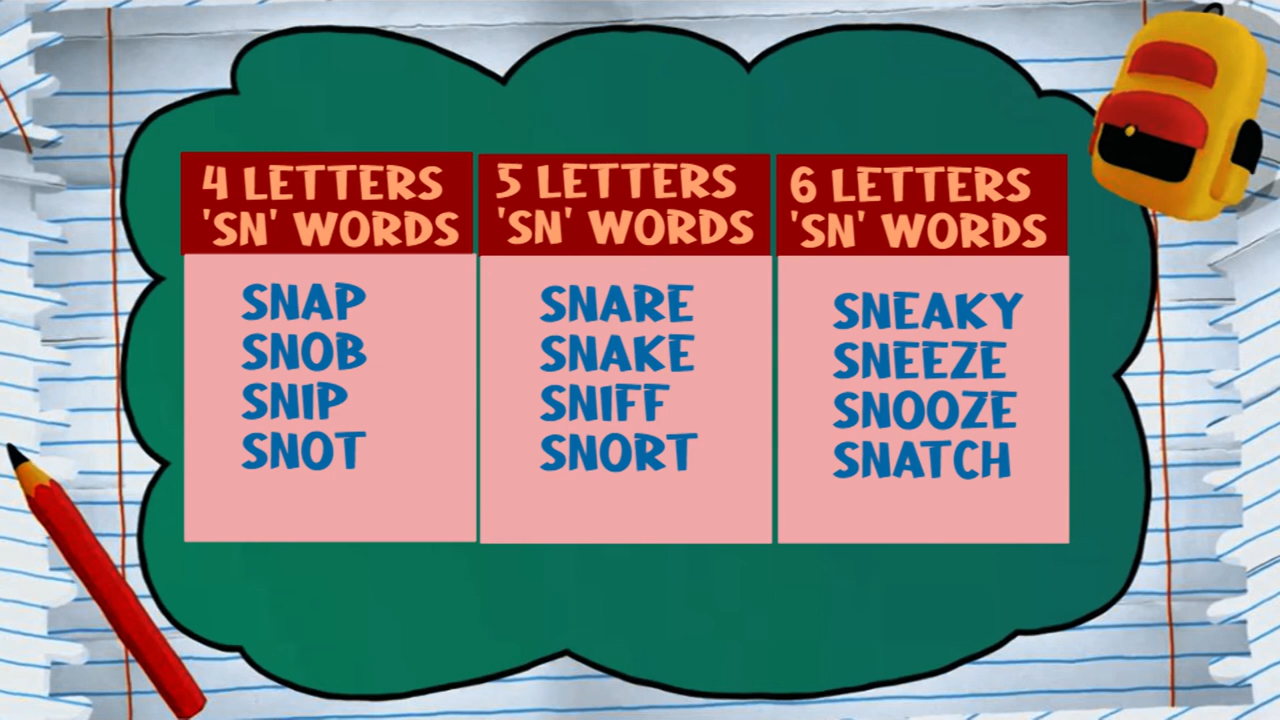 4 LETTERS
'SN' WORDS
SNAP
SNOB
SNIP
SNOT
5 LETTERS
'SN' WORDS
SNARE
SNAKE
SNIFF
SNORT
6 LETTERS
'SN' WORDS
SNEAKY
SNEEZE
SNOOZE
SNATCH